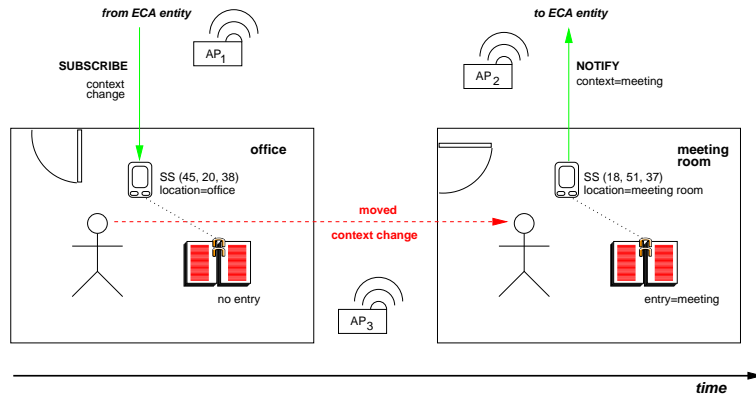 from ECA entity
to ECA entity
AP1
AP2
SUBSCRIBE
context
change
NOTIFY
context=meeting
office
meeting
room
SS (45, 20, 38)
location=office
SS (18, 51, 37)
location=meeting room
moved
context change
no entry
entry=meeting
AP3
time